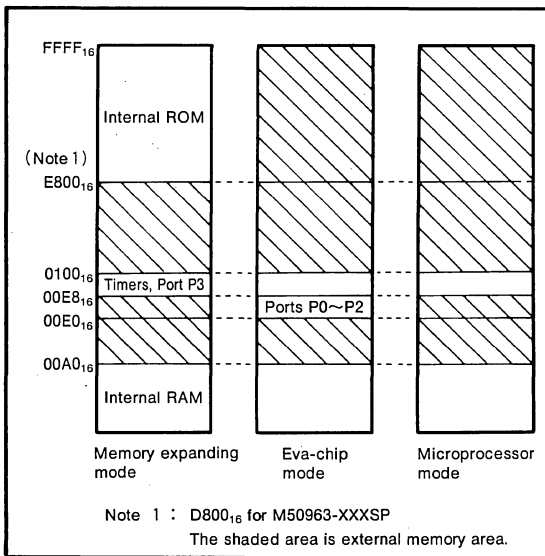 FFFF₁₆
Internal ROM
(Note 1)
E800₁₆
0100₁₆
Timers, Port P3
00E8₁₆
Ports P0~P2
00E0₁₆
00A0₁₆
Internal RAM
Memory expanding mode
Eva-chip mode
Microprocessor mode
Note 1 : D800₁₆ for M50963-XXXSP
The shaded area is external memory area.